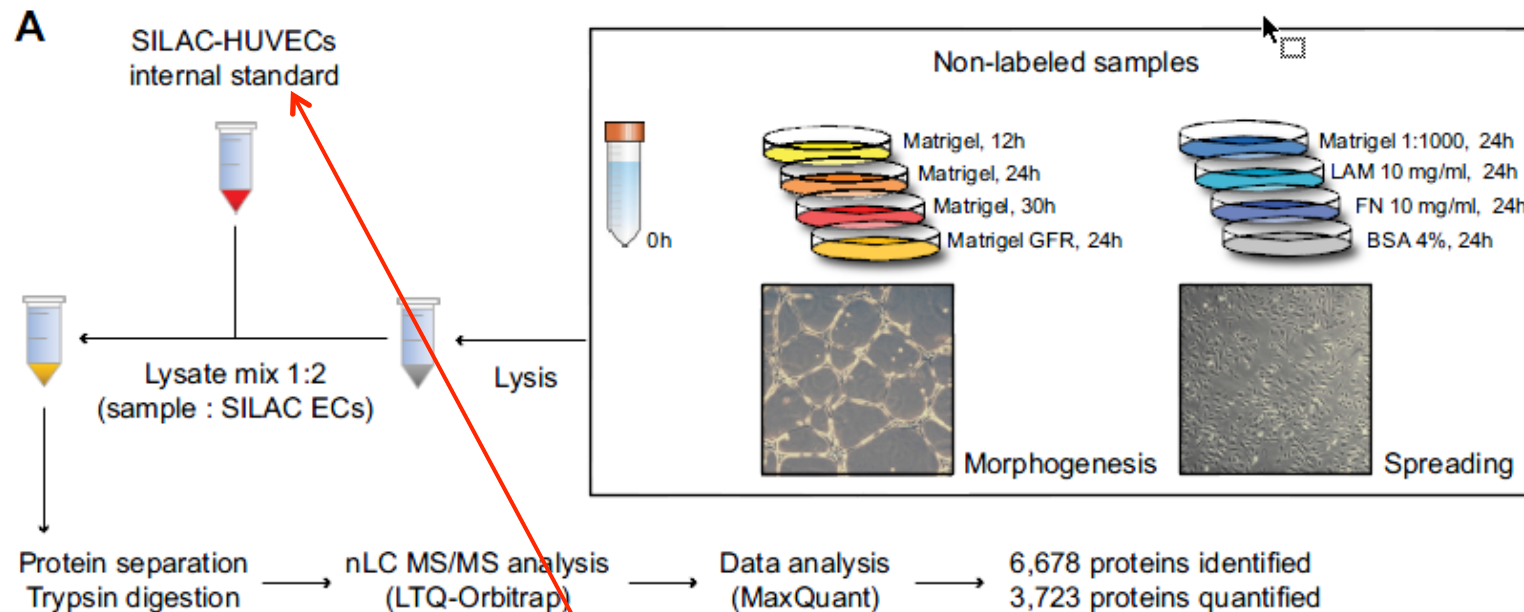 A
SILAC-HUVECs
internal standard
Non-labeled samples
0h
Matrigel, 12h
Matrigel, 24h
Matrigel, 30h
Matrigel GFR, 24h
Matrigel 1:1000, 24h
LAM 10 mg/ml, 24h
FN 10 mg/ml, 24h
BSA 4%, 24h
Morphogenesis
Spreading
Lysis
Lysate mix 1:2
(sample : SILAC ECs)
Protein separation
Trypsin digestion
nLC MS/MS analysis
(LTQ-Orbitrap)
Data analysis
(MaxQuant)
6,678 proteins identified
3,723 proteins quantified